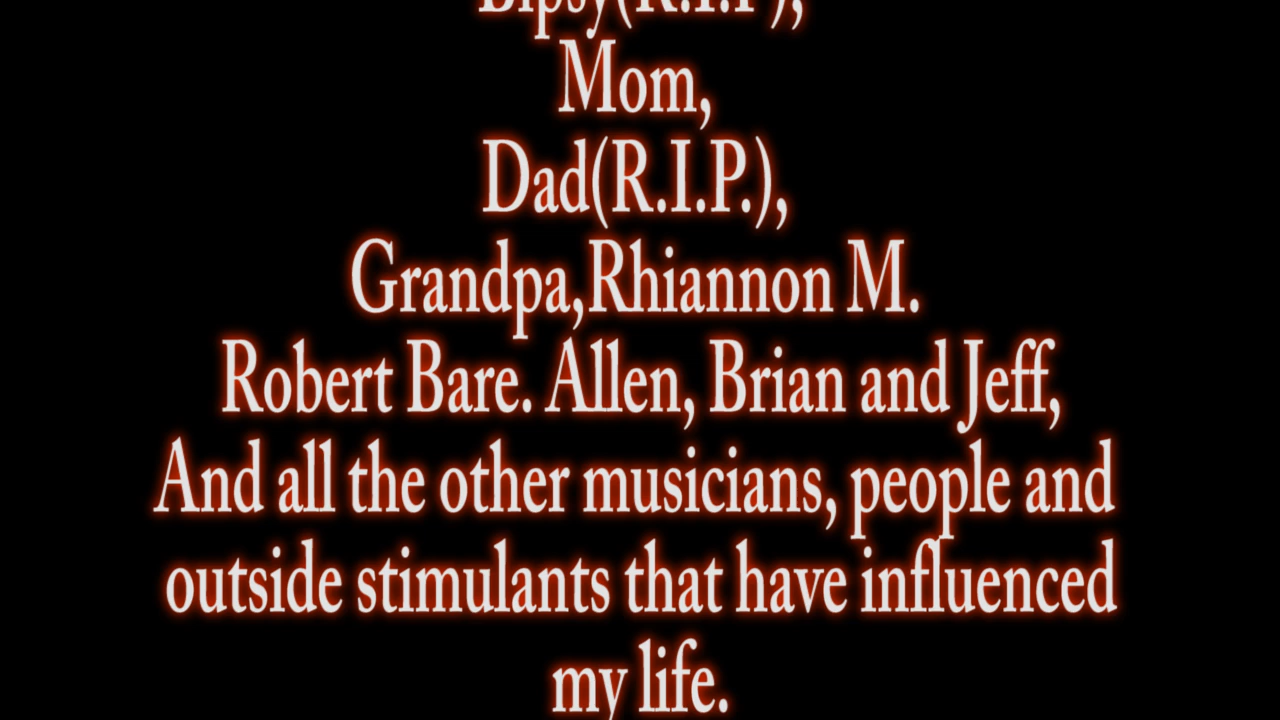 Dipsy(R.I.P),
Mom,
Dad(R.I.P.),
Grandpa,Rhiannon M.
Robert Bare. Allen, Brian and Jeff,
And all the other musicians, people and
outside stimulants that have influenced
my life.